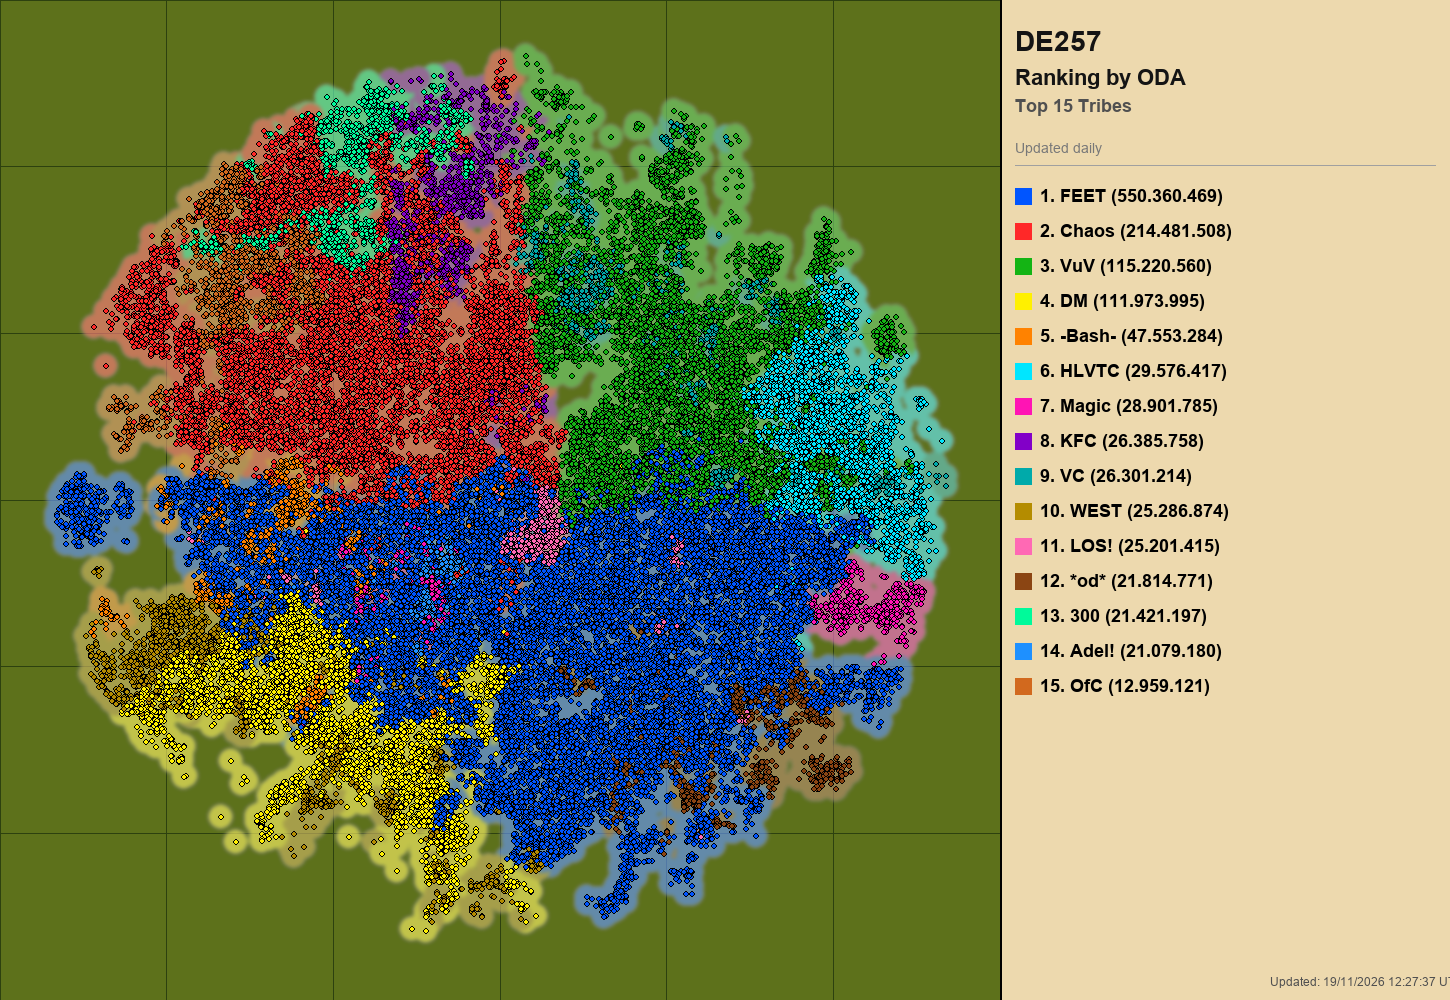 DE257
Ranking by ODA
Top 15 Tribes
Updated daily
1. FEET (550.360.469)
2. Chaos (214.481.508)
3. VuV (115.220.560)
4. DM (111.973.995)
5. -Bash- (47.553.284)
6. HLVTC (29.576.417)
7. Magic (28.901.785)
8. KFC (26.385.758)
9. VC (26.301.214)
10. WEST (25.286.874)
11. LOS! (25.201.415)
12. *od* (21.814.771)
13. 300 (21.421.197)
14. Adel! (21.079.180)
15. OfC (12.959.121)
Updated: 19/11/2026 12:27:37